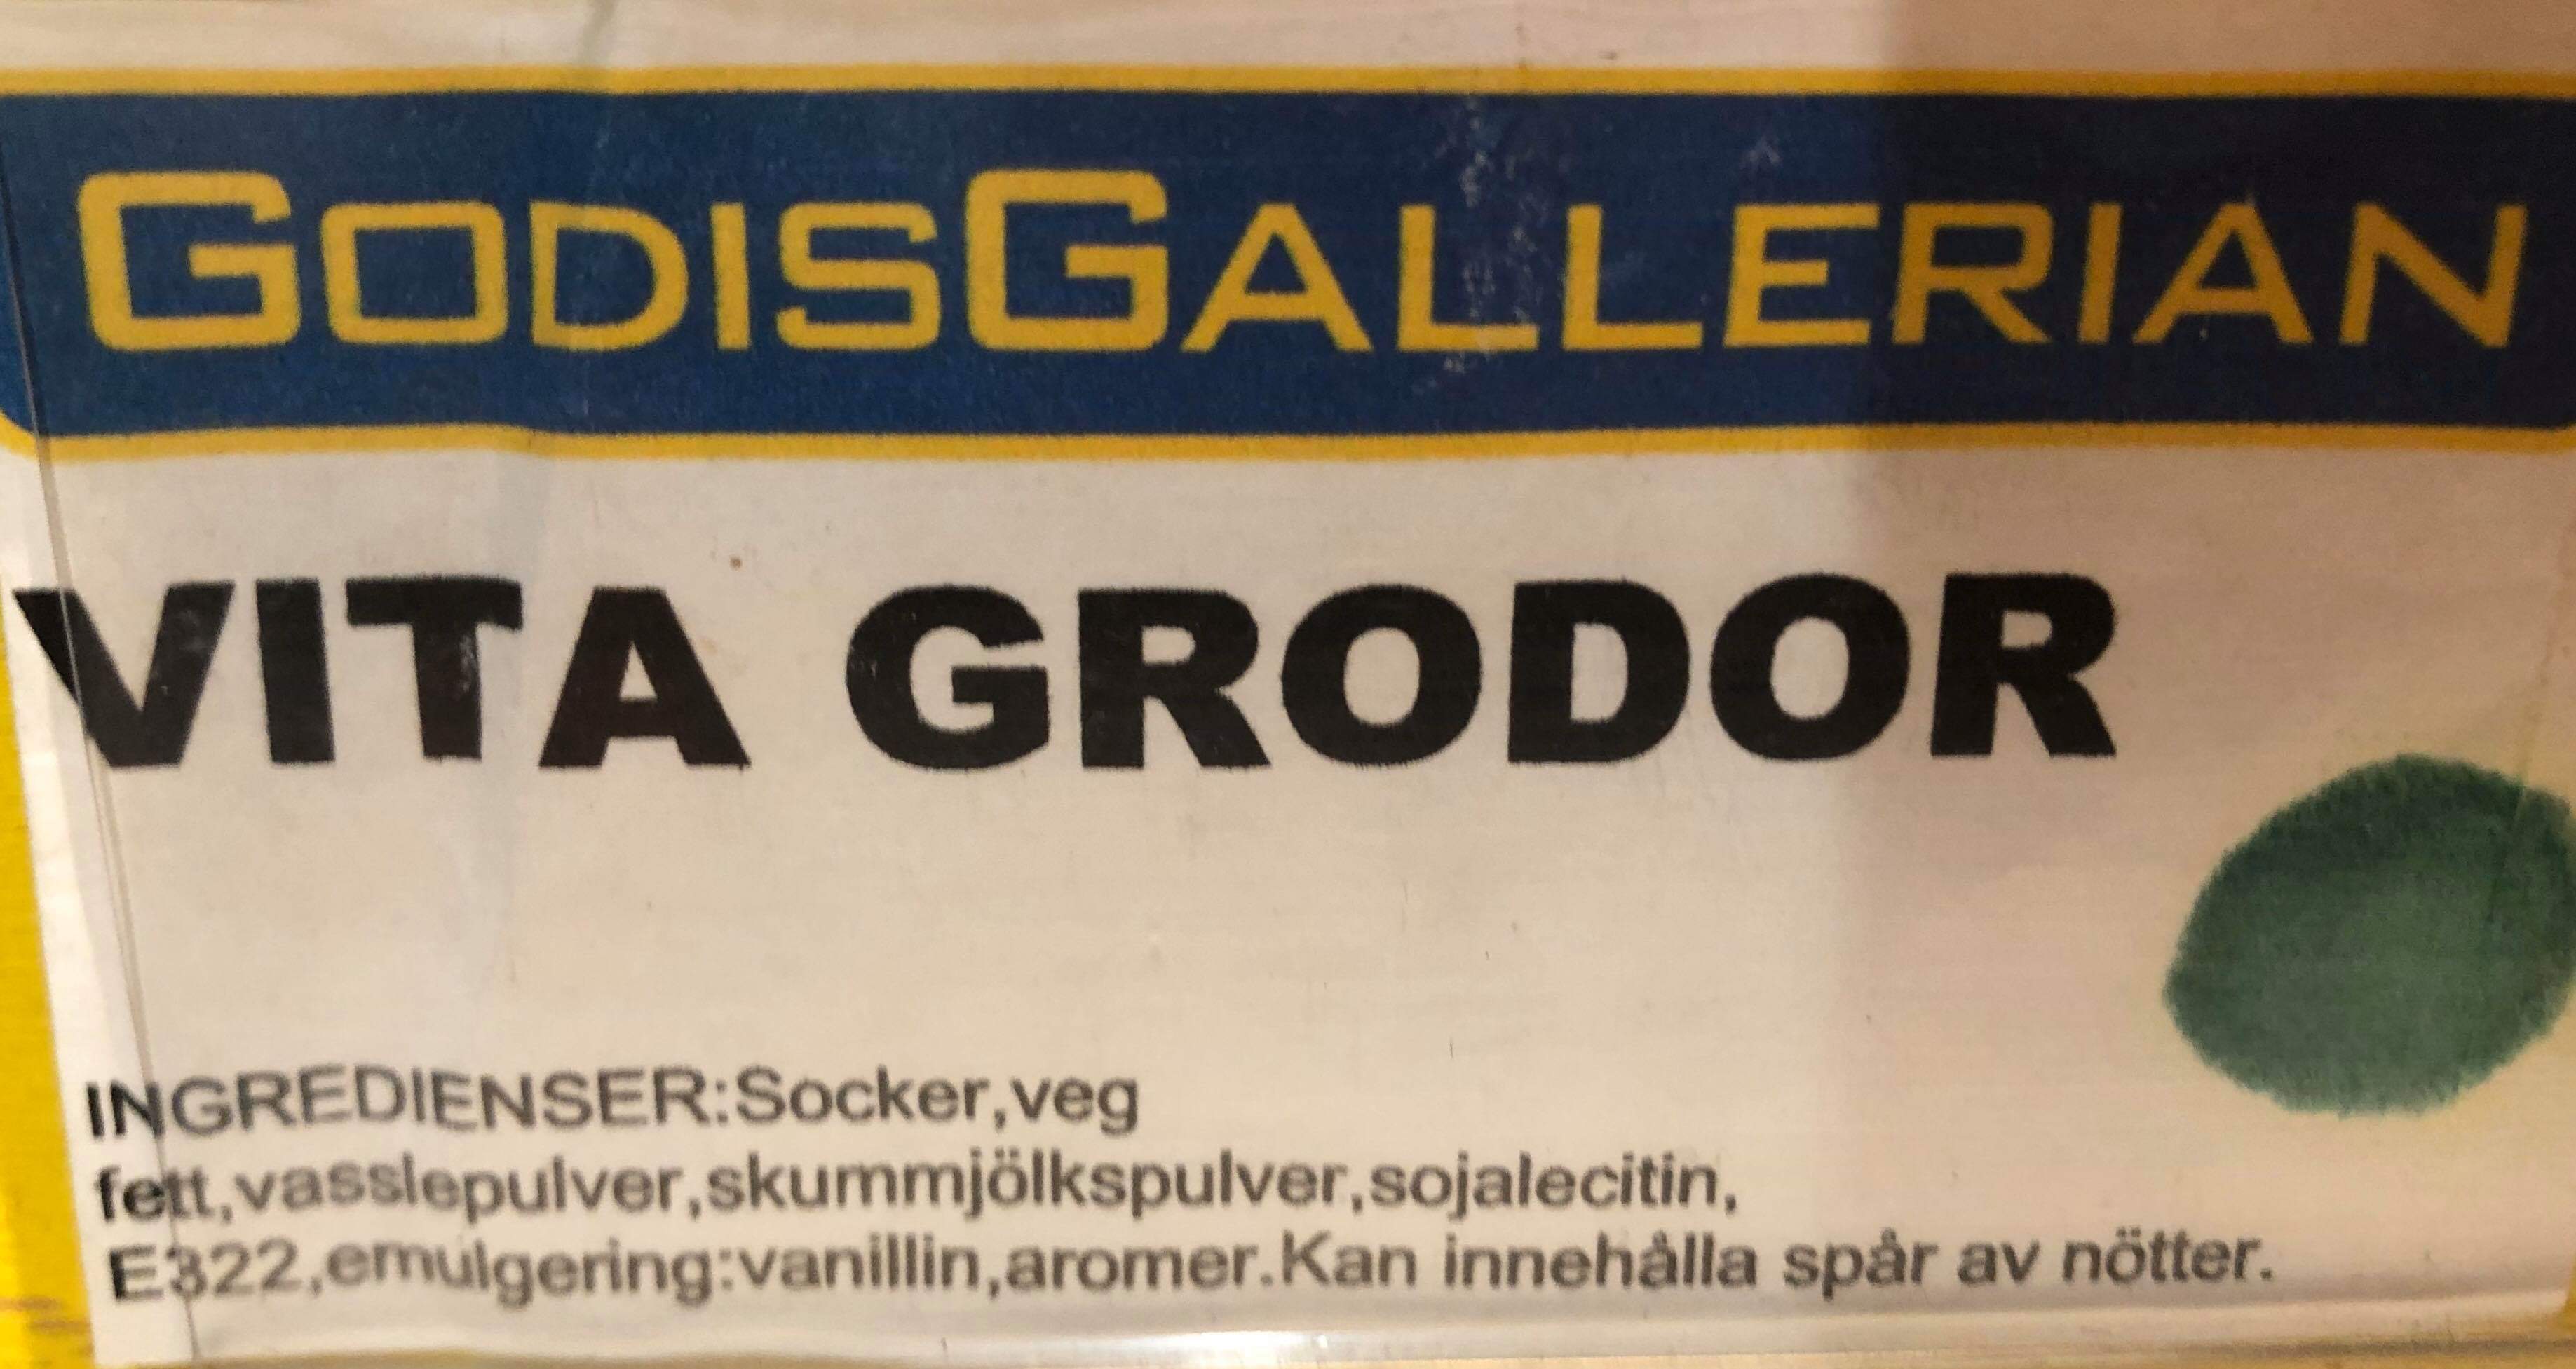 GODISGALLERIAN
VITA GRODOR
INGREDIENSER:Socker,veg
fett,vasslepulver,skummjölkspulver,sojalecitin,
E322,emulgering:vanillin,aromer.Kan innehålla spår av nötter.